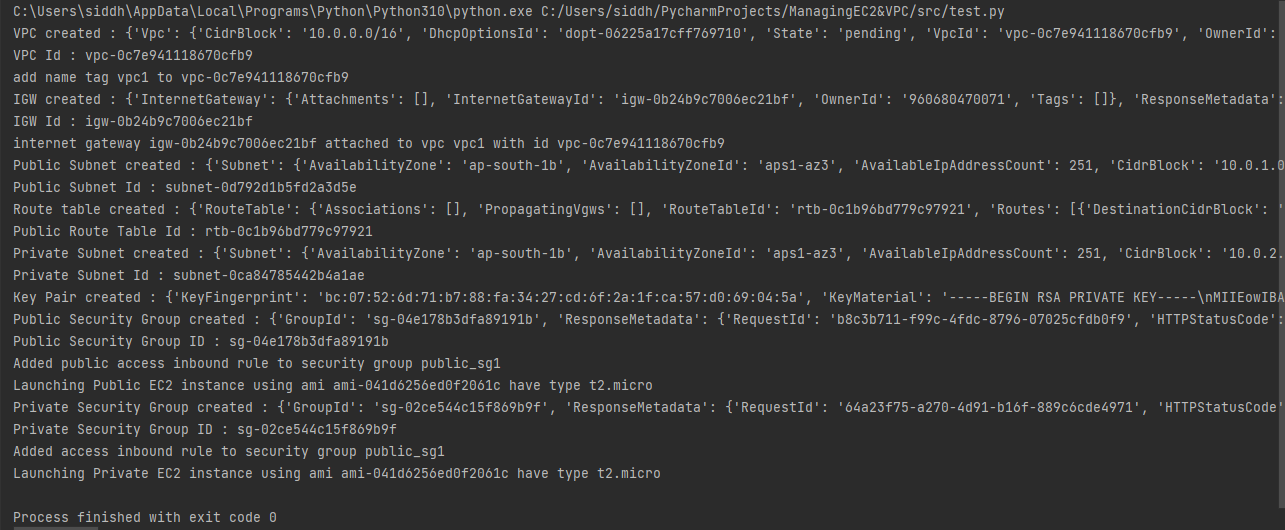 C:\Users\siddh\AppData\Local\Programs\Python\Python310\python.exe C:/Users/siddh/PycharmProjects/ManagingEC2&VPC/src/test.py
VPC created : {'Vpc': {'CidrBlock': '10.0.0.0/16', 'DhcpOptionsId': 'dopt-06225a17cff769710', 'State': 'pending', 'VpcId': 'vpc-0c7e941118670cfb9', 'OwnerId':
VPC Id : vpc-0c7e941118670cfb9
add name tag vpc1 to vpc-0c7e941118670cfb9
IGW created : {'InternetGateway': {'Attachments': [], 'InternetGatewayId': 'igw-0b24b9c7006ec21bf', 'OwnerId': '960680470071', 'Tags': []}, 'ResponseMetadata':
IGW Id : igw-0b24b9c7006ec21bf
internet gateway igw-0b24b9c7006ec21bf attached to vpc vpc1 with id vpc-0c7e941118670cfb9
Public Subnet created : {'Subnet': {'AvailabilityZone': 'ap-south-1b', 'AvailabilityZoneId': 'aps1-az3', 'AvailableIpAddressCount': 251, 'CidrBlock': '10.0.1.0
Public Subnet Id : subnet-0d792d1b5fd2a3d5e
Route table created : {'RouteTable': {'Associations': [], 'PropagatingVgws': [], 'RouteTableId': 'rtb-0c1b96bd779c97921', 'Routes': [{'DestinationCidrBlock': '
Public Route Table Id : rtb-0c1b96bd779c97921
Private Subnet created : {'Subnet': {'AvailabilityZone': 'ap-south-1b', 'AvailabilityZoneId': 'aps1-az3', 'AvailableIpAddressCount': 251, 'CidrBlock': '10.0.2.
Private Subnet Id : subnet-0ca84785442b4a1ae
Key Pair created : {'KeyFingerprint': 'bc:07:52:6d:71:b7:88:fa:34:27:cd:6f:2a:1f:ca:57:d0:69:04:5a', 'KeyMaterial': '-----BEGIN RSA PRIVATE KEY-----\nMIIEowIBA
Public Security Group created : {'GroupId': 'sg-04e178b3dfa89191b', 'ResponseMetadata': {'RequestId': 'b8c3b711-f99c-4fdc-8796-07025cfdb0f9', 'HTTPStatusCode':
Public Security Group ID : sg-04e178b3dfa89191b
Added public access inbound rule to security group public_sg1
Launching Public EC2 instance using ami ami-041d6256ed0f2061c have type t2.micro
Private Security Group created : {'GroupId': 'sg-02ce544c15f869b9f', 'ResponseMetadata': {'RequestId': '64a23f75-a270-4d91-b16f-889c6cde4971', 'HTTPStatusCode'
Private Security Group ID : sg-02ce544c15f869b9f
Added access inbound rule to security group public_sg1
Launching Private EC2 instance using ami ami-041d6256ed0f2061c have type t2.micro
Process finished with exit code 0